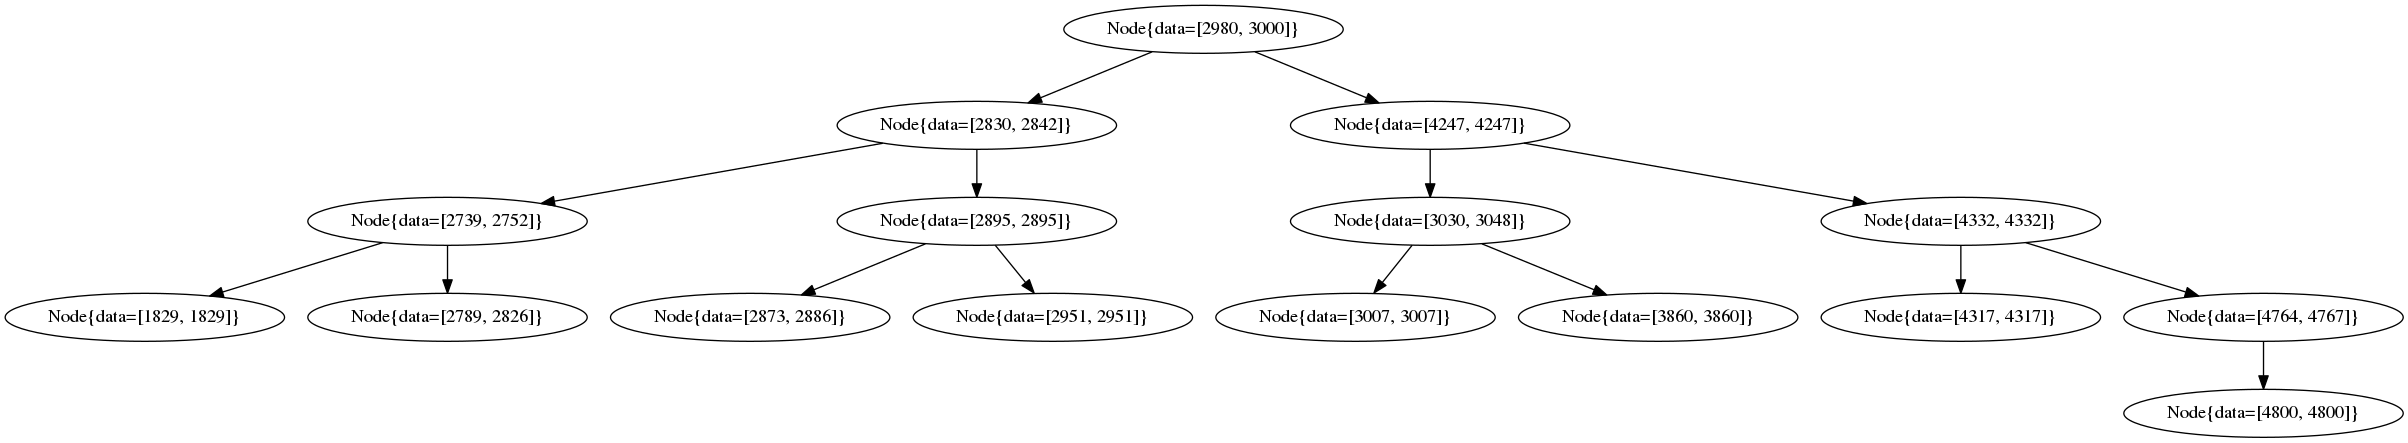 Node{data=[2980, 3000]}
Node{data=[2830, 2842]}
Node{data=[4247, 4247]}
Node{data=[2739, 2752]}
Node{data=[2895, 2895]}
Node{data=[3030, 3048]}
Node{data=[4332, 4332]}
Node{data=[1829, 1829]}
Node{data=[2789, 2826]}
Node{data=[2873, 2886]}
Node{data=[2951, 2951]}
Node{data=[3007, 3007]}
Node{data=[3860, 3860]}
Node{data=[4317, 4317]}
Node{data=[4764, 4767]}
Node{data=[4800, 4800]}